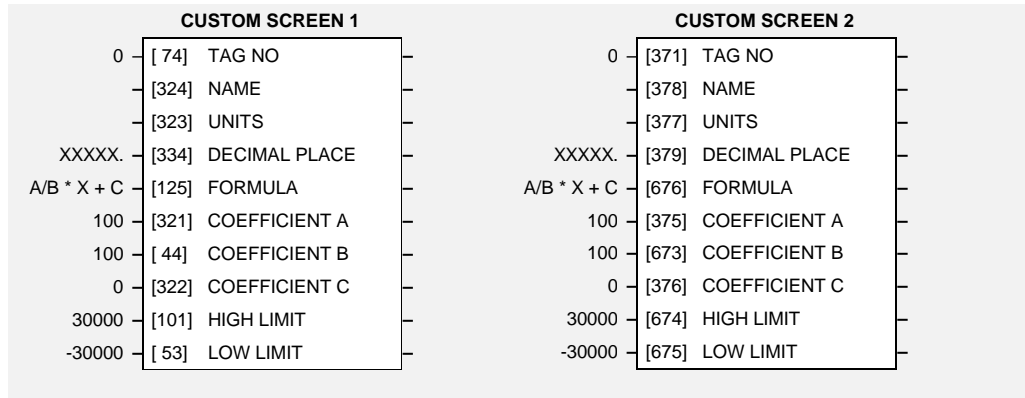 CUSTOM SCREEN 1
0 [ 74] TAG NO
[324] NAME
[323] UNITS
XXXXX. [334] DECIMAL PLACE
A/B * X + C [125] FORMULA
100 [321] COEFFICIENT A
100 [ 44] COEFFICIENT B
0 [322] COEFFICIENT C
30000 [101] HIGH LIMIT
-30000 [ 53] LOW LIMIT
CUSTOM SCREEN 2
0 [371] TAG NO
[378] NAME
[377] UNITS
XXXXX. [379] DECIMAL PLACE
A/B * X + C [676] FORMULA
100 [375] COEFFICIENT A
100 [673] COEFFICIENT B
0 [376] COEFFICIENT C
30000 [674] HIGH LIMIT
-30000 [675] LOW LIMIT